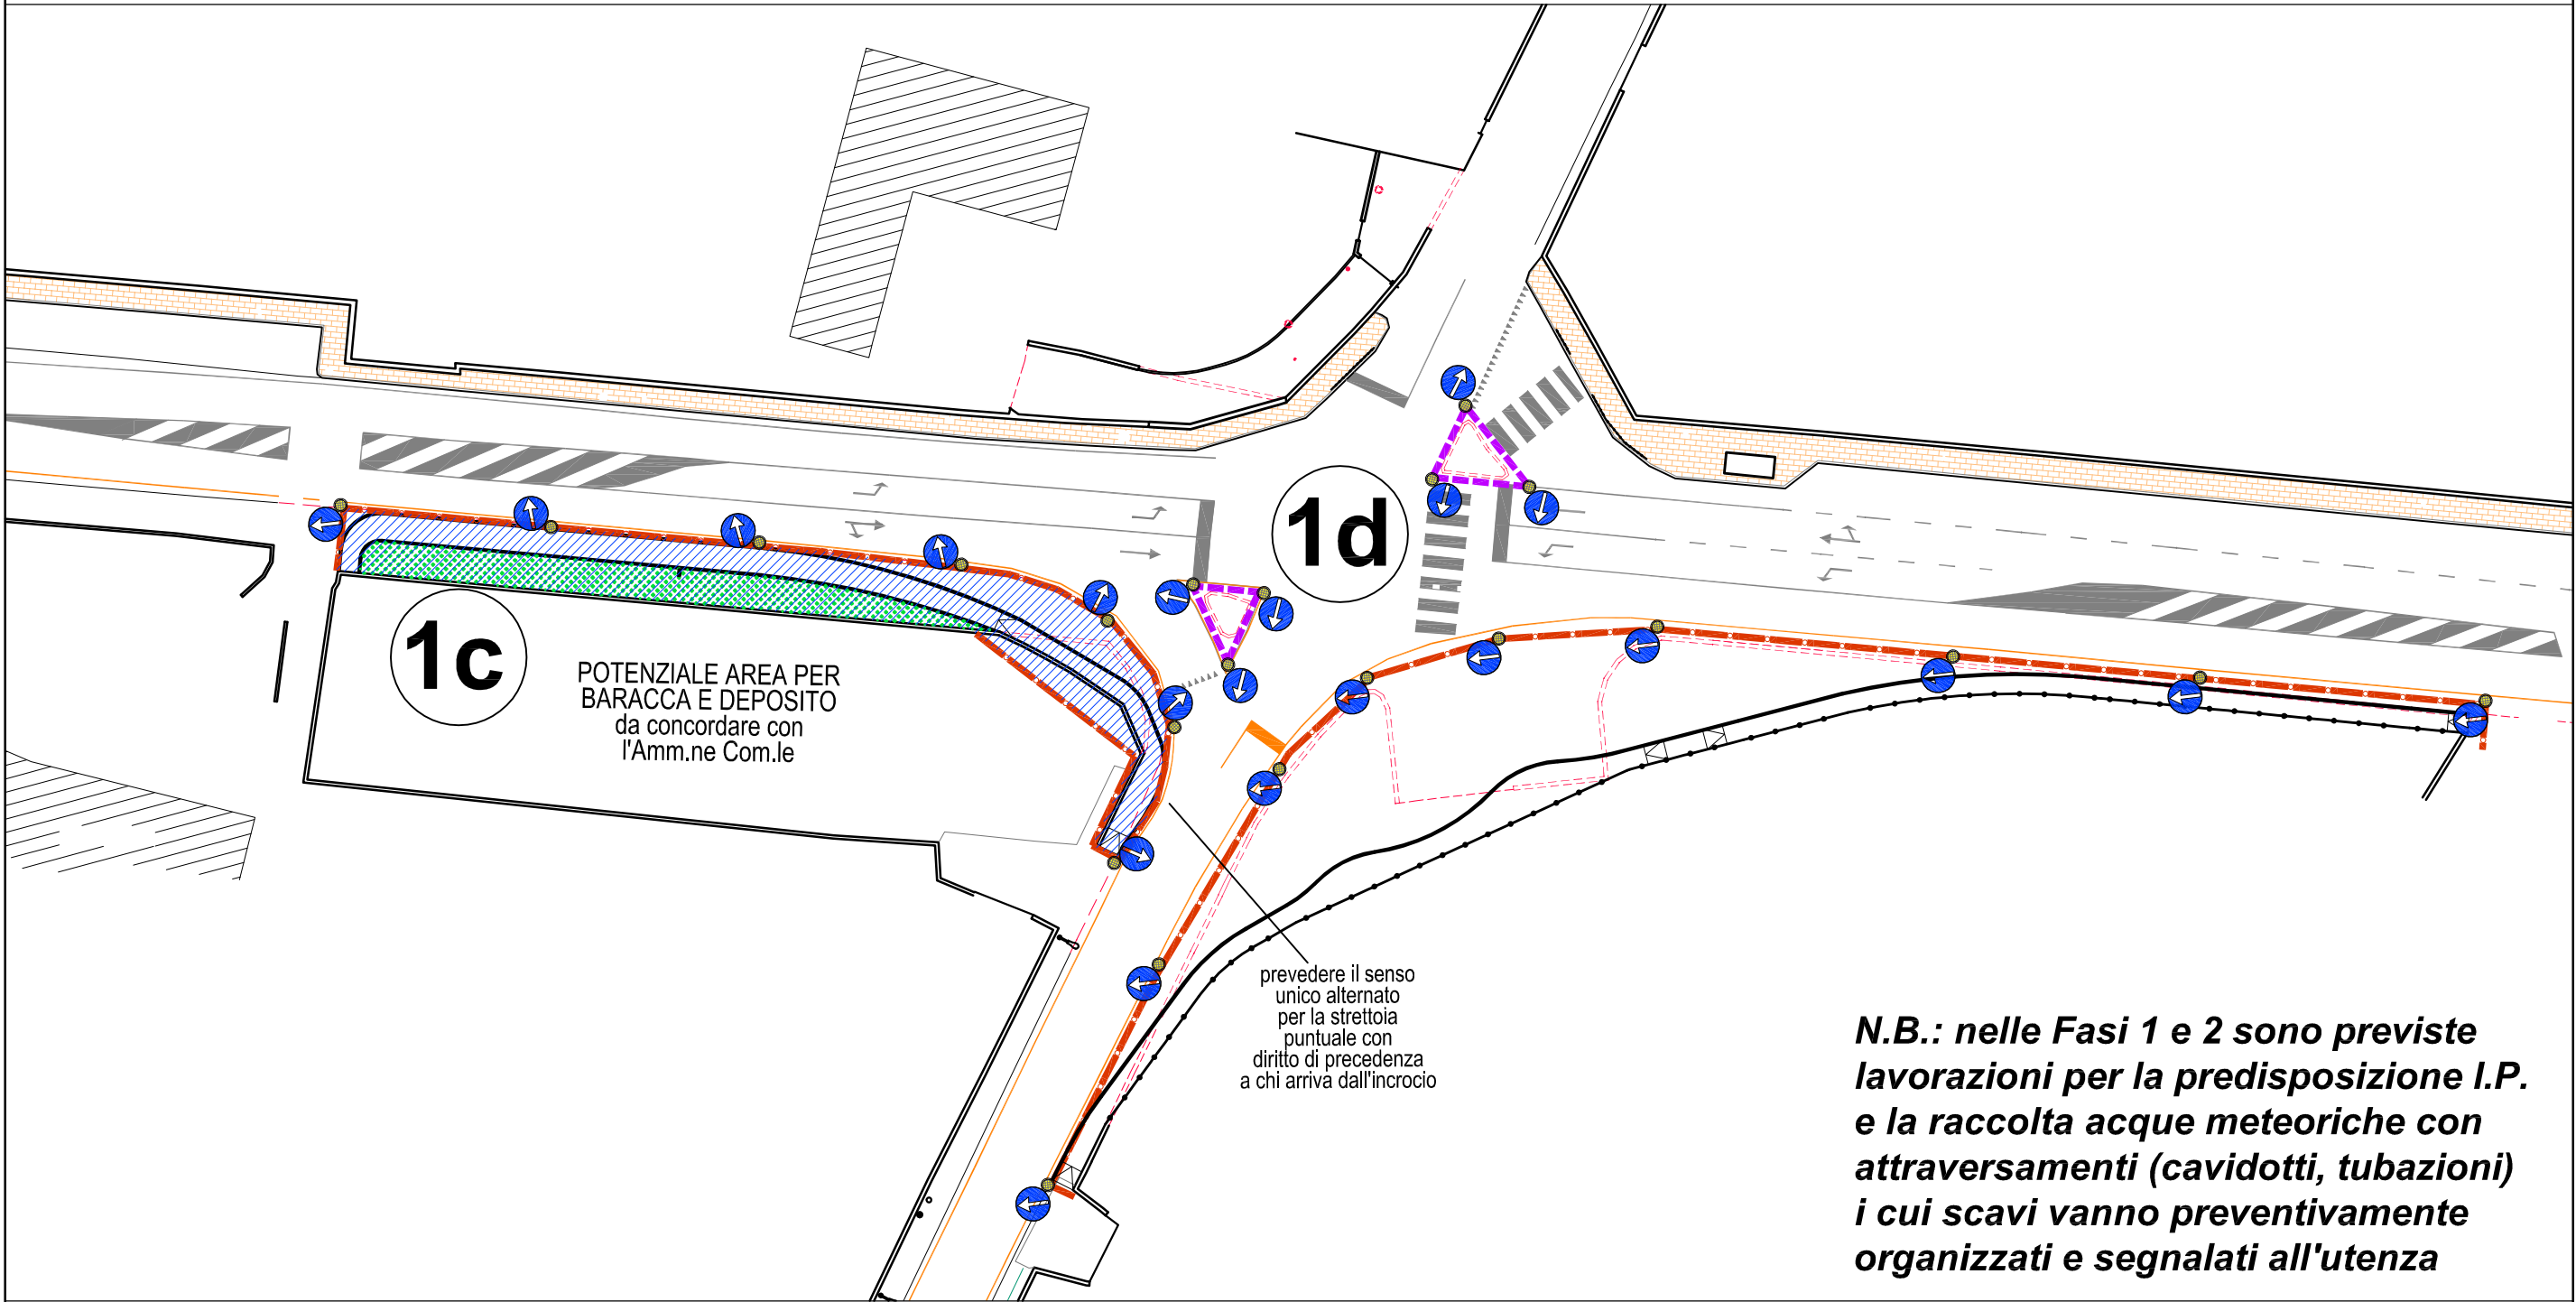 1d
1c
POTENZIALE AREA PER
BARACCA E DEPOSITO
da concordare con
l'Amm.ne Com.le
prevedere il senso
unico alternato
per la strettoia
puntuale con
diritto di precedenza
a chi arriva dall'incrocio
N.B.: nelle Fasi 1 e 2 sono previste
lavorazioni per la predisposizione I.P.
e la raccolta acque meteoriche con
attraversamenti (cavidotti, tubazioni)
i cui scavi vanno preventivamente
organizzati e segnalati all'utenza